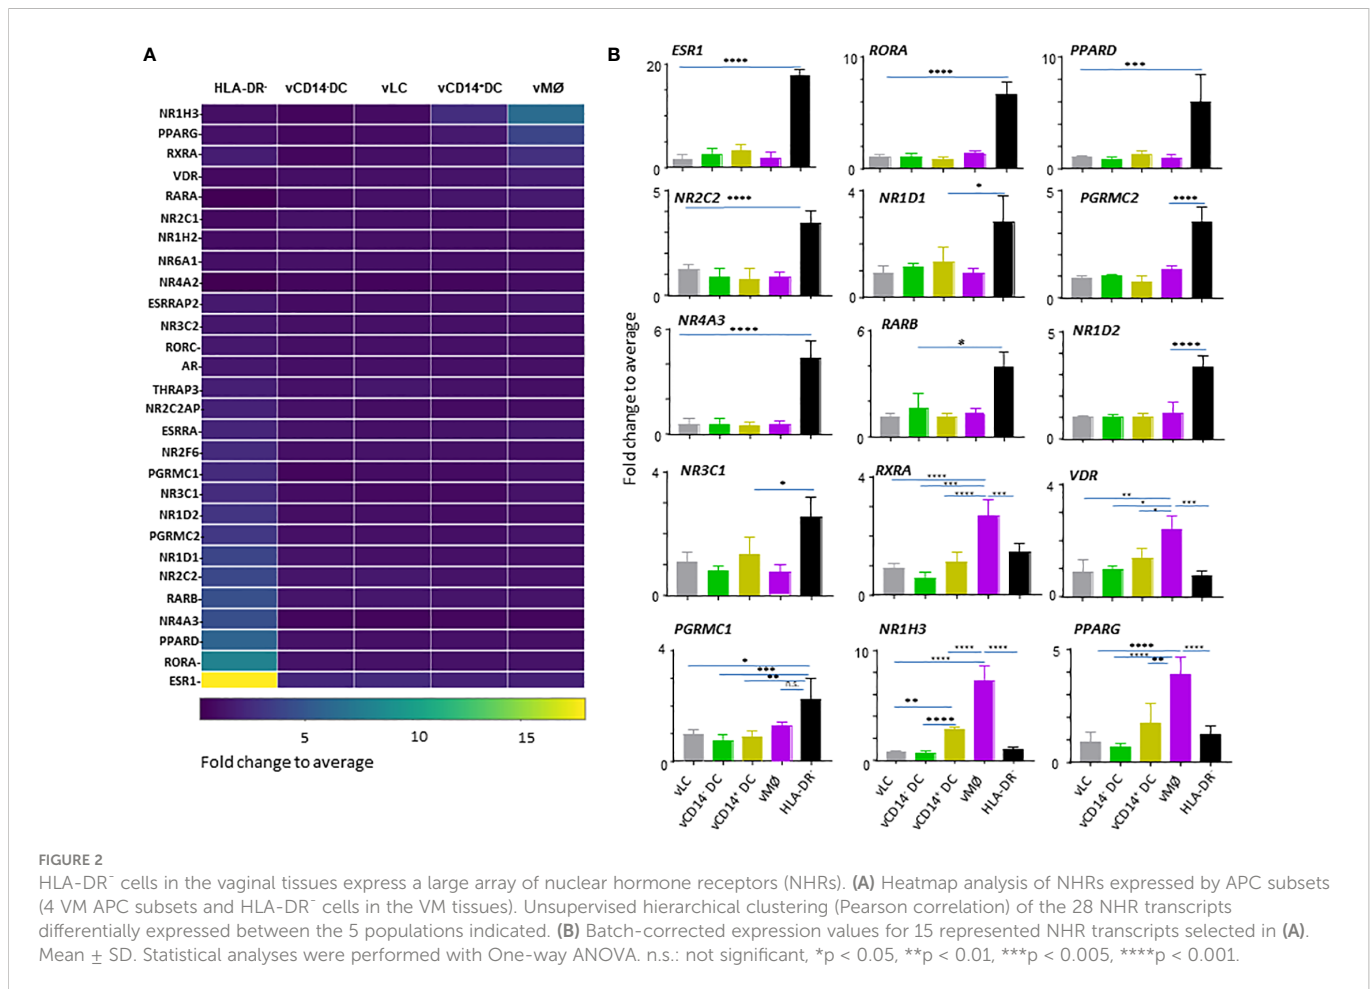 A
HLA-DR⁻ vCD14⁻DC vLC vCD14⁺DC vMØ
NR1H3
PPARG
RXRA
VDR
RARA
NR2C1
NR1H2
NR6A1
NR4A2
ESRRAP2
NR3C2
RORC
AR
THRAP3
NR2C2AP
ESRRA
NR2F6
PGRMC1
NR3C1
NR1D2
PGRMC2
NR1D1
NR2C2
RARB
NR4A3
PPARD
RORA
ESR1
5 10 15
Fold change to average
B
Fold change to average
ESR1
20
0
****
RORA
10
0
****
PPARD
10
0
***
NR2C2
5
0
****
NR1D1
4
0
*
PGRMC2
5
0
****
NR4A3
6
0
****
RARB
6
0
*
NR1D2
5
0
****
NR3C1
4
0
*
RXRA
4
0
****
***
**** ***
VDR
4
0
**
* ***
*
PGRMC1
4
0
*
***
**
n.s.
NR1H3
10
0
**** ****
****
**
****
PPARG
5
0
****
**** ****
**
vLC vCD14⁻ DC vCD14⁺ DC vMØ HLA-DR⁻
vLC vCD14⁻ DC vCD14⁺ DC vMØ HLA-DR⁻
vLC vCD14⁻ DC vCD14⁺ DC vMØ HLA-DR⁻
FIGURE 2
HLA-DR⁻ cells in the vaginal tissues express a large array of nuclear hormone receptors (NHRs). (A) Heatmap analysis of NHRs expressed by APC subsets
(4 VM APC subsets and HLA-DR⁻ cells in the VM tissues). Unsupervised hierarchical clustering (Pearson correlation) of the 28 NHR transcripts
differentially expressed between the 5 populations indicated. (B) Batch-corrected expression values for 15 represented NHR transcripts selected in (A).
Mean ± SD. Statistical analyses were performed with One-way ANOVA. n.s.: not significant, *p < 0.05, **p < 0.01, ***p < 0.005, ****p < 0.001.